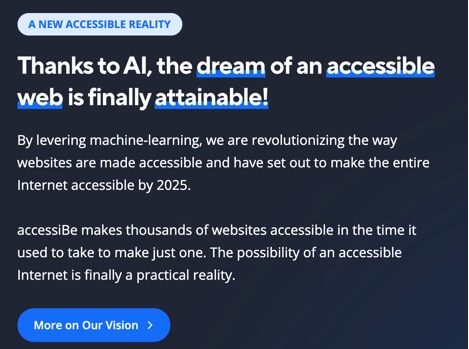 A NEW ACCESSIBLE REALITY
Thanks to AI, the dream of an accessible
web is finally attainable!
By levering machine-learning, we are revolutionizing the way
websites are made accessible and have set out to make the entire
Internet accessible by 2025.
accessiBe makes thousands of websites accessible in the time it
used to take to make just one. The possibility of an accessible
Internet is finally a practical reality.
More on Our Vision